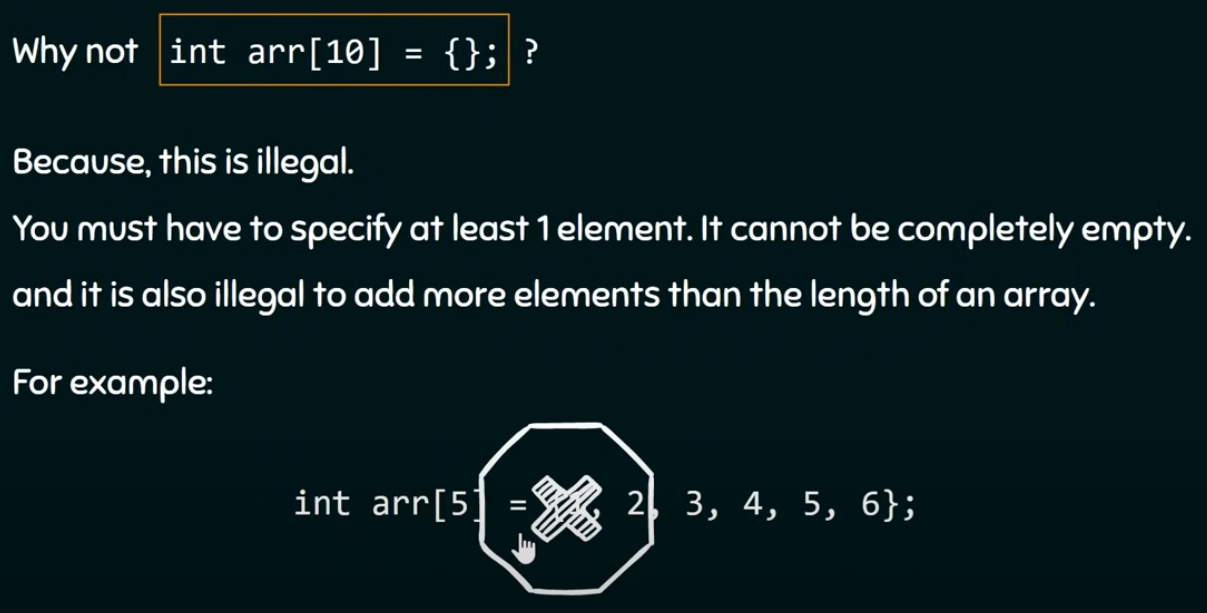 Why not int arr[10] = {}; ?
Because, this is illegal.
You must have to specify at least 1 element. It cannot be completely empty.
and it is also illegal to add more elements than the length of an array.
For example:
int arr[5] = 2, 3, 4, 5, 6};